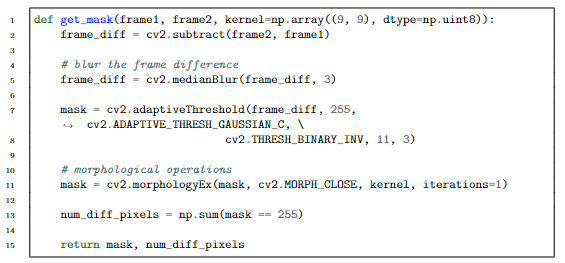 1 def get_mask(frame1, frame2, kernel=np.array((9, 9), dtype=np.uint8)):
2     frame_diff = cv2.subtract(frame2, frame1)
3
4     # blur the frame difference
5     frame_diff = cv2.medianBlur(frame_diff, 3)
6
7     mask = cv2.adaptiveThreshold(frame_diff, 255,
    ↪   cv2.ADAPTIVE_THRESH_GAUSSIAN_C, \
8                             cv2.THRESH_BINARY_INV, 11, 3)
9
10     # morphological operations
11     mask = cv2.morphologyEx(mask, cv2.MORPH_CLOSE, kernel, iterations=1)
12
13     num_diff_pixels = np.sum(mask == 255)
14
15     return mask, num_diff_pixels